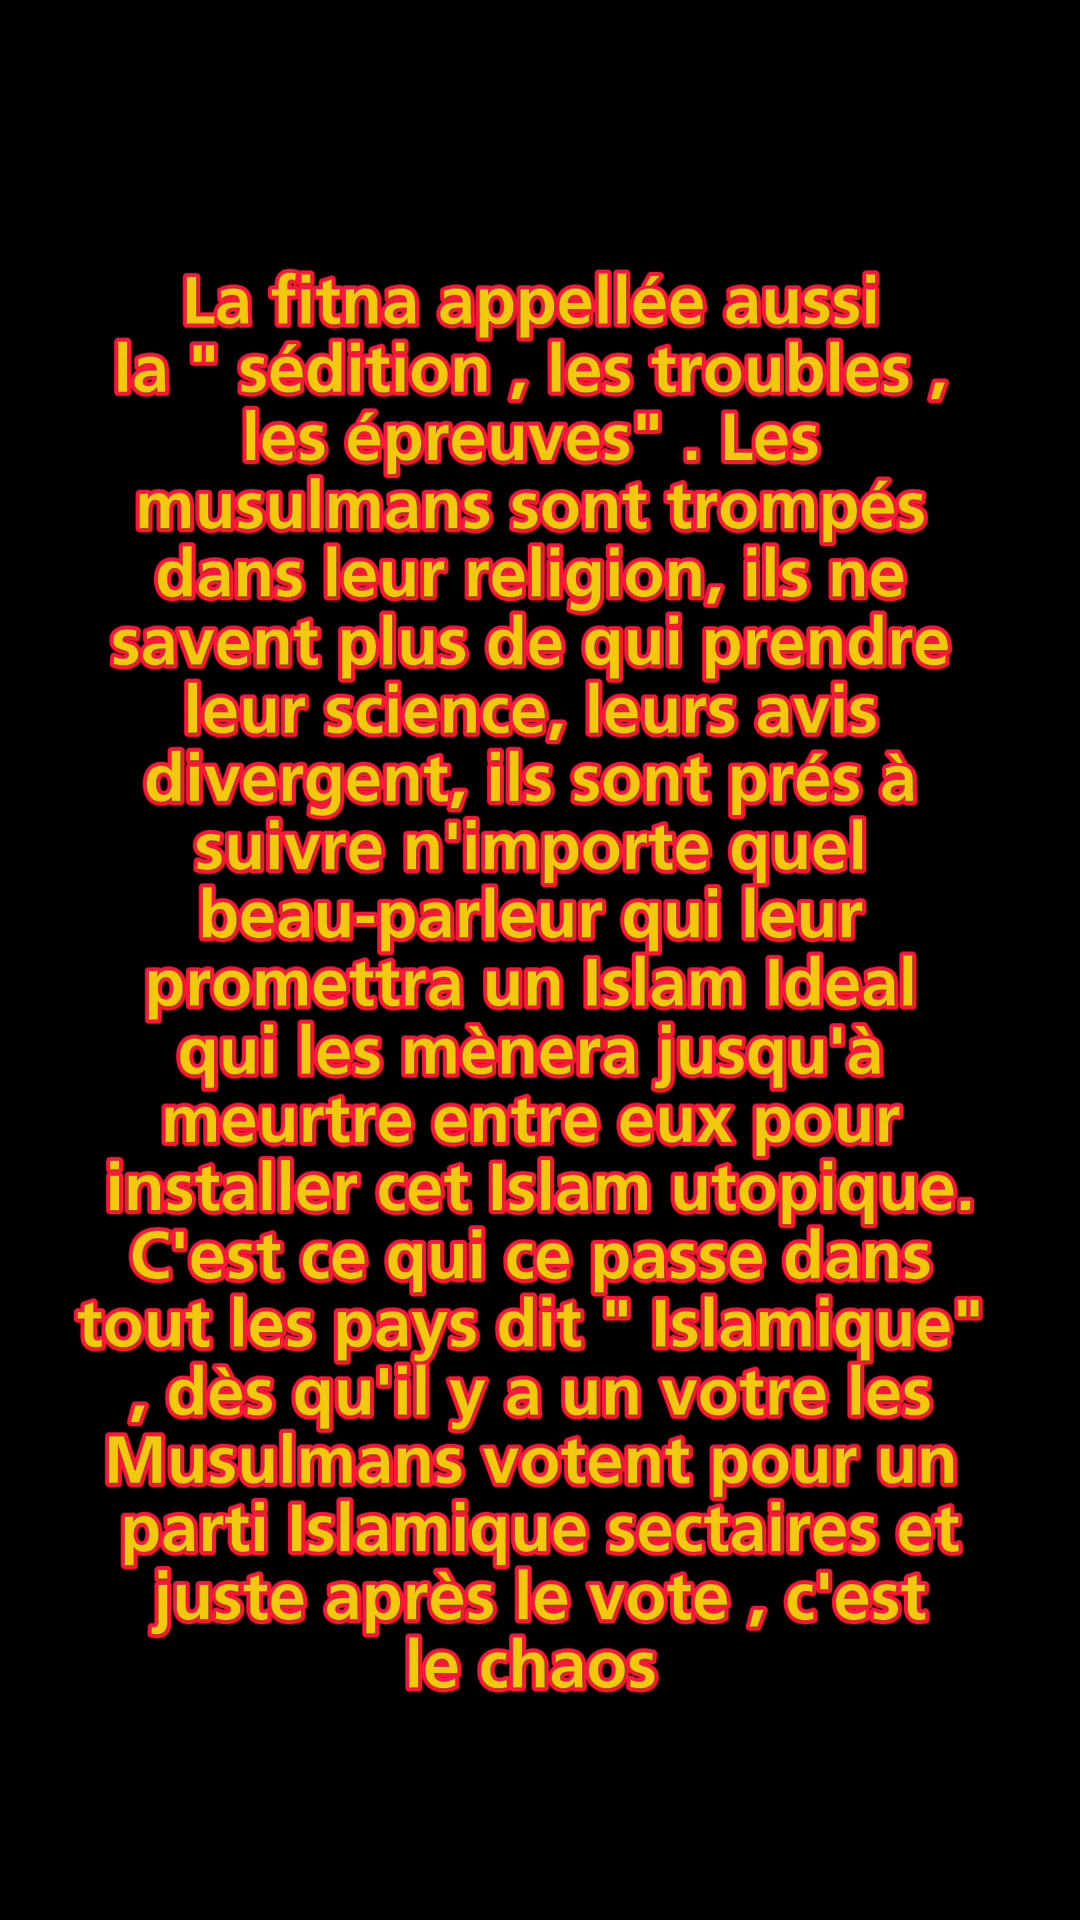 La fitna appellée aussi
la " sédition , les troubles ,
les épreuves" . Les
musulmans sont trompés
dans leur religion, ils ne
savent plus de qui prendre
leur science, leurs avis
divergent, ils sont prés à
suivre n'importe quel
beau-parleur qui leur
promettra un Islam Ideal
qui les mènera jusqu'à
meurtre entre eux pour
installer cet Islam utopique.
C'est ce qui ce passe dans
tout les pays dit " Islamique"
, dès qu'il y a un votre les
Musulmans votent pour un
parti Islamique sectaires et
juste après le vote , c'est
le chaos